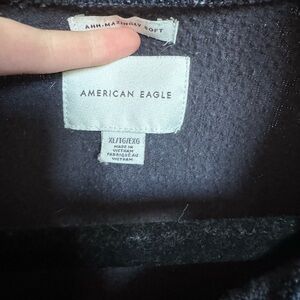 AHH-MAZINGLY SOFT
AMERICAN EAGLE
XL/TG/EXG
MADE IN
VIETNAM
FABRIQUÉ AU
VIETNAM